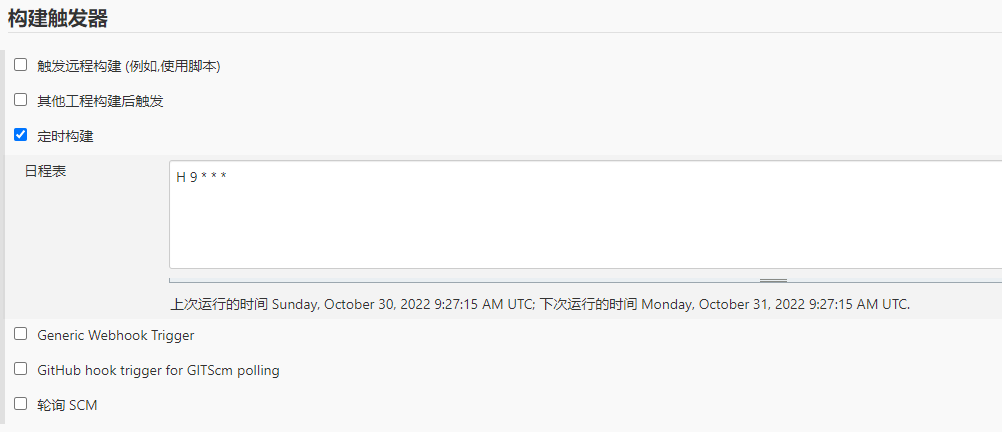 构建触发器
触发远程构建 (例如,使用脚本)
其他工程构建后触发
定时构建
日程表
H 9 * * *
上次运行的时间 Sunday, October 30, 2022 9:27:15 AM UTC; 下次运行的时间 Monday, October 31, 2022 9:27:15 AM UTC.
Generic Webhook Trigger
GitHub hook trigger for GITScm polling
轮询 SCM